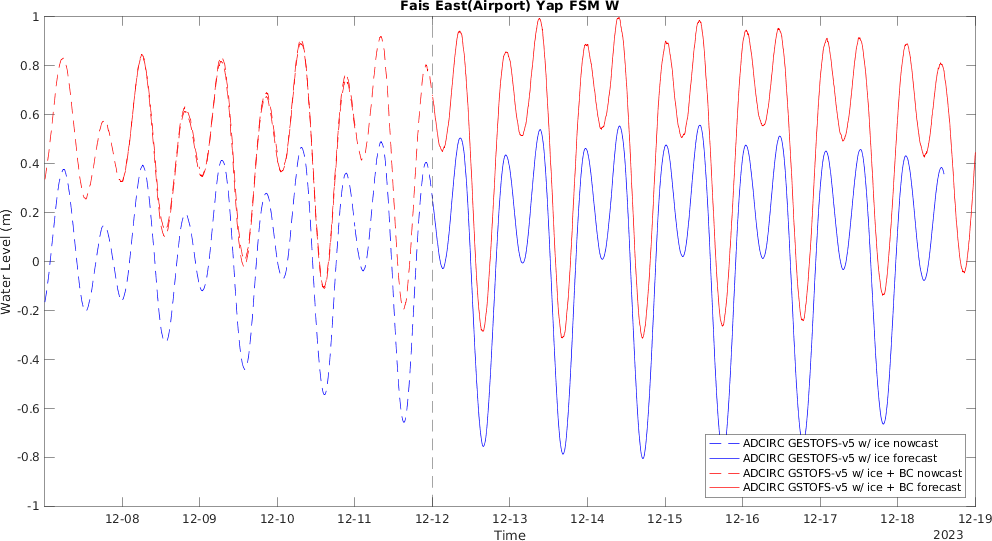 Fais East(Airport) Yap FSM W
Water Level (m)
1
0.8
0.6
0.4
0.2
0
-0.2
-0.4
-0.6
-0.8
-1
ADCIRC GESTOFS-v5 w/ ice nowcast
ADCIRC GESTOFS-v5 w/ ice forecast
ADCIRC GSTOFS-v5 w/ ice + BC nowcast
ADCIRC GSTOFS-v5 w/ ice + BC forecast
12-08 12-09 12-10 12-11 12-12 12-13 12-14 12-15 12-16 12-17 12-18 12-19
Time
2023